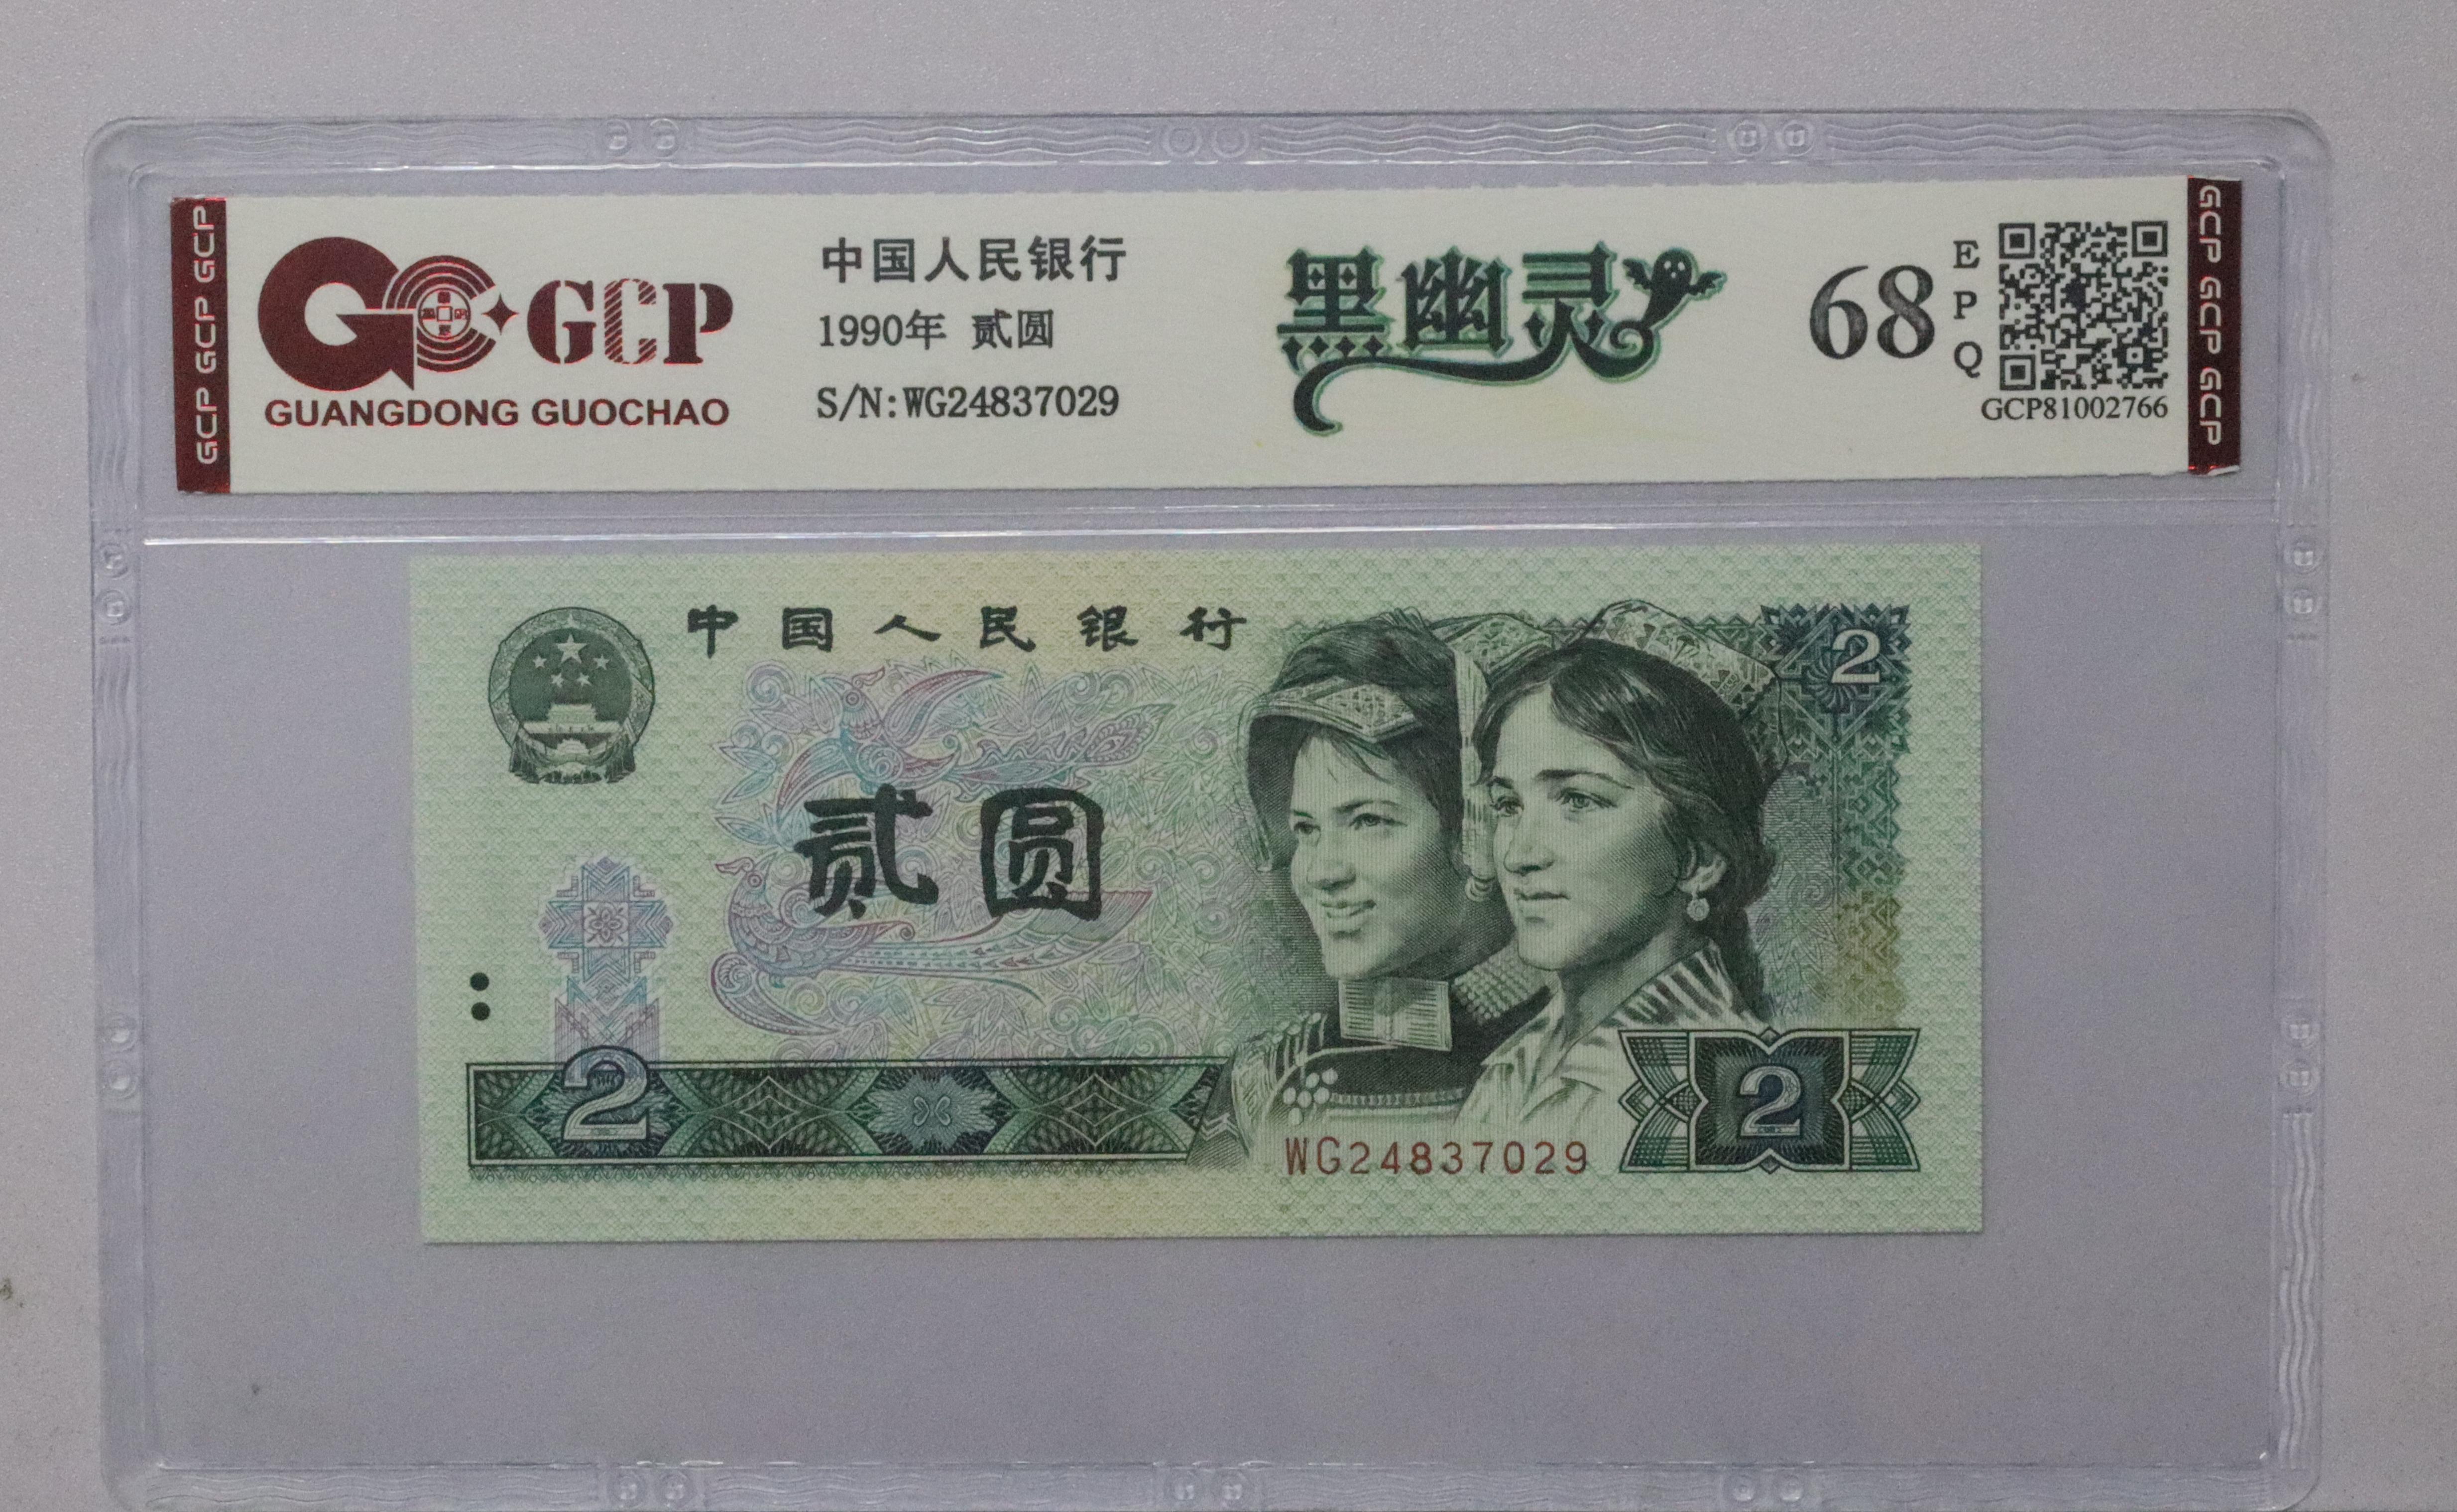 GCP GCP GCP
GCP
GUANGDONG GUOCHAO
中国人民银行
1990年 贰圆
S/N:WG24837029
黑幽灵
68
EPQ
GCP81002766
GCP GCP GCP
中国人民银行
2
贰圆
2
WG24837029
2